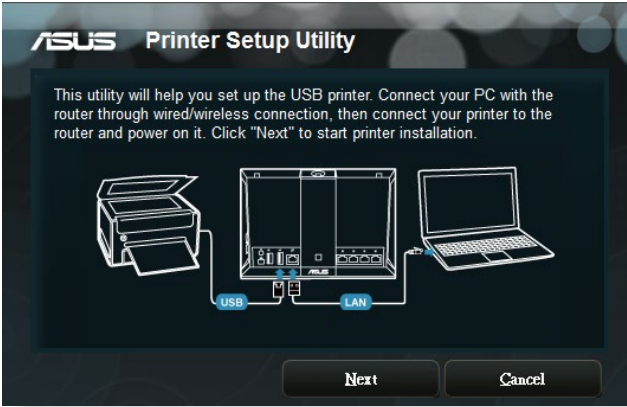 ASUS Printer Setup Utility
This utility will help you set up the USB printer. Connect your PC with the
router through wired/wireless connection, then connect your printer to the
router and power on it. Click "Next" to start printer installation.
ASUS
USB
LAN
Next
Cancel